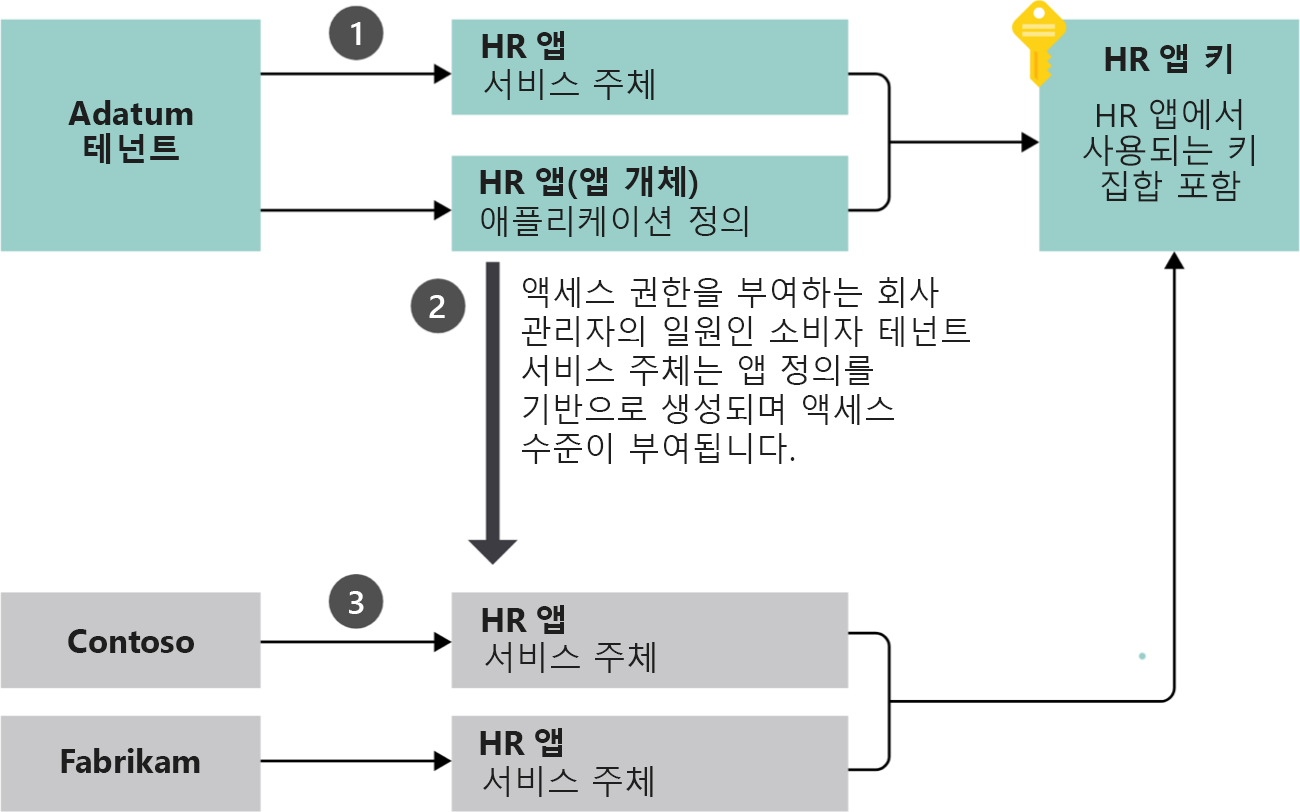 1
HR 앱
서비스 주체
Adatum
테넌트
HR 앱(앱 개체)
애플리케이션 정의
HR 앱 키
HR 앱에서
사용되는 키
집합 포함
2
액세스 권한을 부여하는 회사
관리자의 일원인 소비자 테넌트
서비스 주체는 앱 정의를
기반으로 생성되며 액세스
수준이 부여됩니다.
3
Contoso
HR 앱
서비스 주체
Fabrikam
HR 앱
서비스 주체